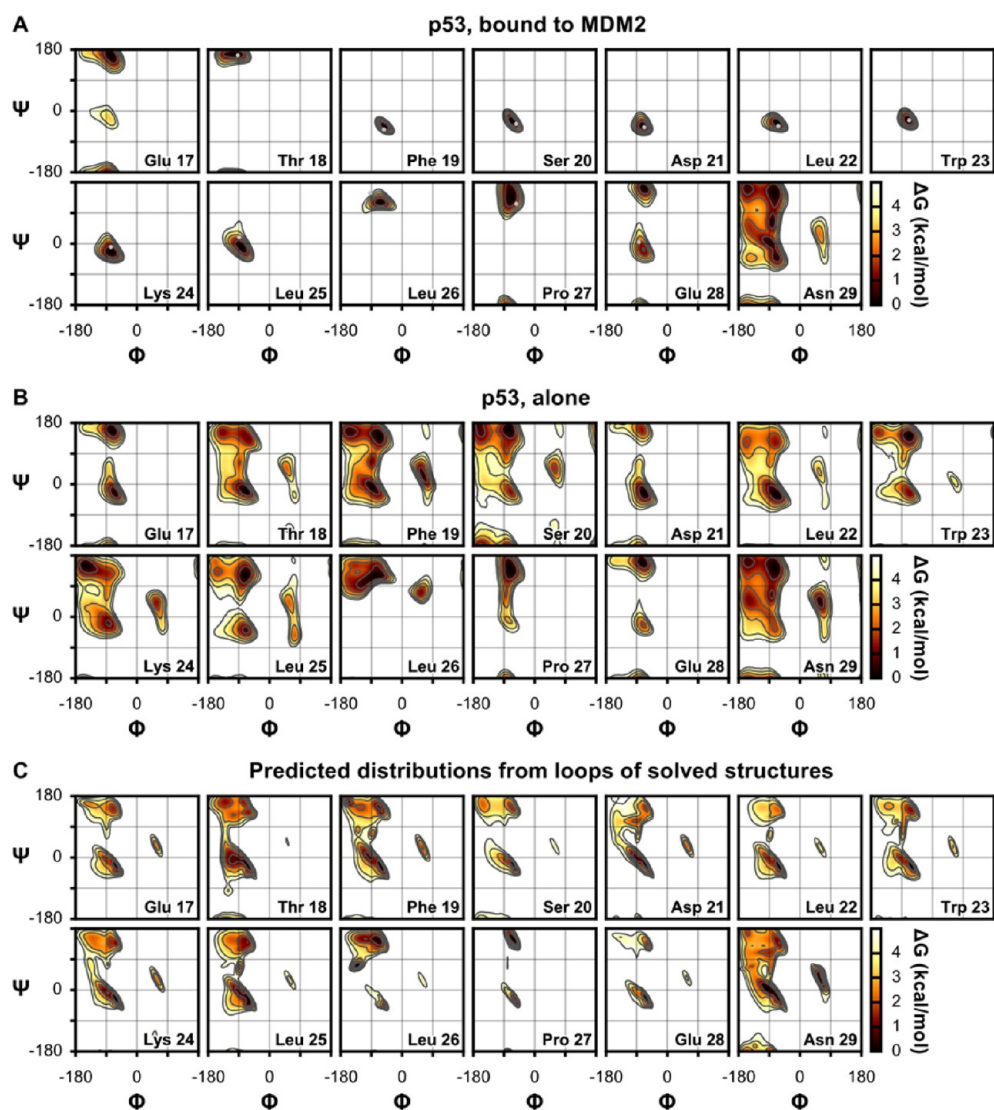 A p53, bound to MDM2
180
Ψ 0
-180
Glu 17 Thr 18 Phe 19 Ser 20 Asp 21 Leu 22 Trp 23
Ψ 0
-180
Lys 24 Leu 25 Leu 26 Pro 27 Glu 28 Asn 29
4 3 2 1 0
ΔG (kcal/mol)
-180 0 -180 0 -180 0 -180 0 -180 0 -180 0 180
Φ Φ Φ Φ Φ Φ
B p53, alone
180
Ψ 0
-180
Glu 17 Thr 18 Phe 19 Ser 20 Asp 21 Leu 22 Trp 23
Ψ 0
-180
Lys 24 Leu 25 Leu 26 Pro 27 Glu 28 Asn 29
4 3 2 1 0
ΔG (kcal/mol)
-180 0 -180 0 -180 0 -180 0 -180 0 -180 0 180
Φ Φ Φ Φ Φ Φ
C Predicted distributions from loops of solved structures
180
Ψ 0
-180
Glu 17 Thr 18 Phe 19 Ser 20 Asp 21 Leu 22 Trp 23
Ψ 0
-180
Lys 24 Leu 25 Leu 26 Pro 27 Glu 28 Asn 29
4 3 2 1 0
ΔG (kcal/mol)
-180 0 -180 0 -180 0 -180 0 -180 0 -180 0 180
Φ Φ Φ Φ Φ Φ